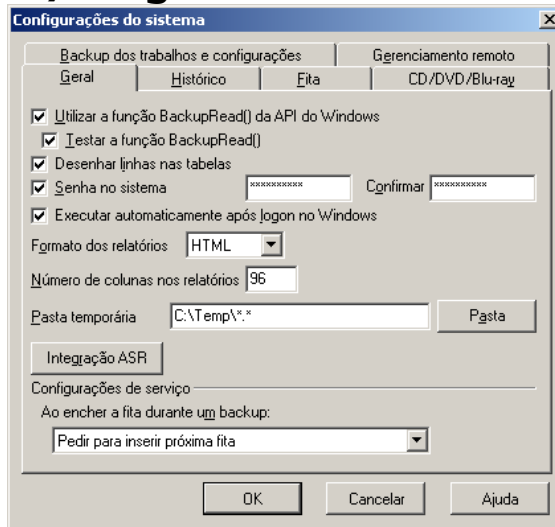 Configurações do sistema
Backup dos trabalhos e configurações Gerenciamento remoto
Geral Histórico Fita CD/DVD/Blu-ray
Utilizar a função BackupRead() da API do Windows
Testar a função BackupRead()
Desenhar linhas nas tabelas
Senha no sistema ********** Confirmar **********
Executar automaticamente após logon no Windows
Formato dos relatórios HTML
Número de colunas nos relatórios 96
Pasta temporária C:\Temp\*.* Pasta
Integração ASR
Configurações de serviço
Ao encher a fita durante um backup:
Pedir para inserir próxima fita
OK Cancelar Ajuda